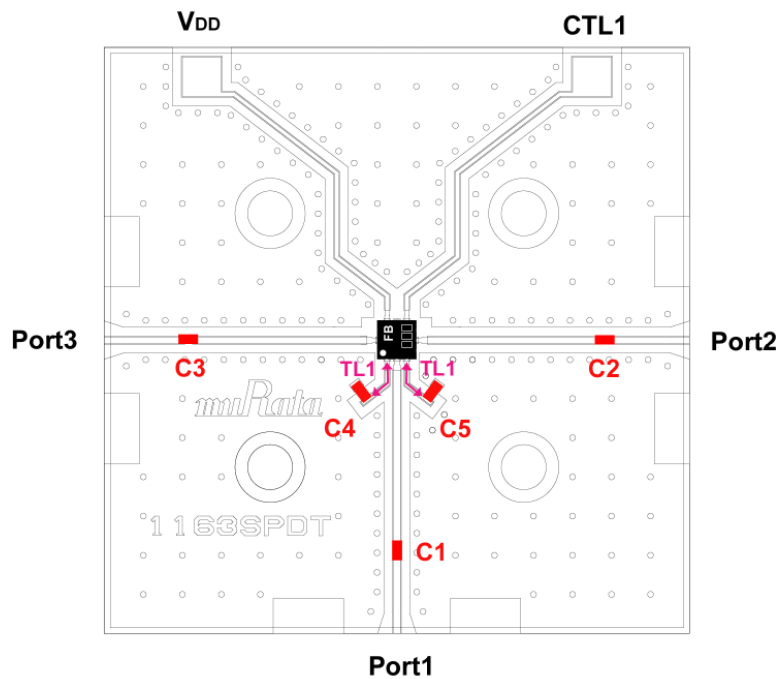 VDD
CTL1
Port3
FB
Port2
C3
TL1
TL1
C2
muRata
C4
C5
1163SPDT
C1
Port1